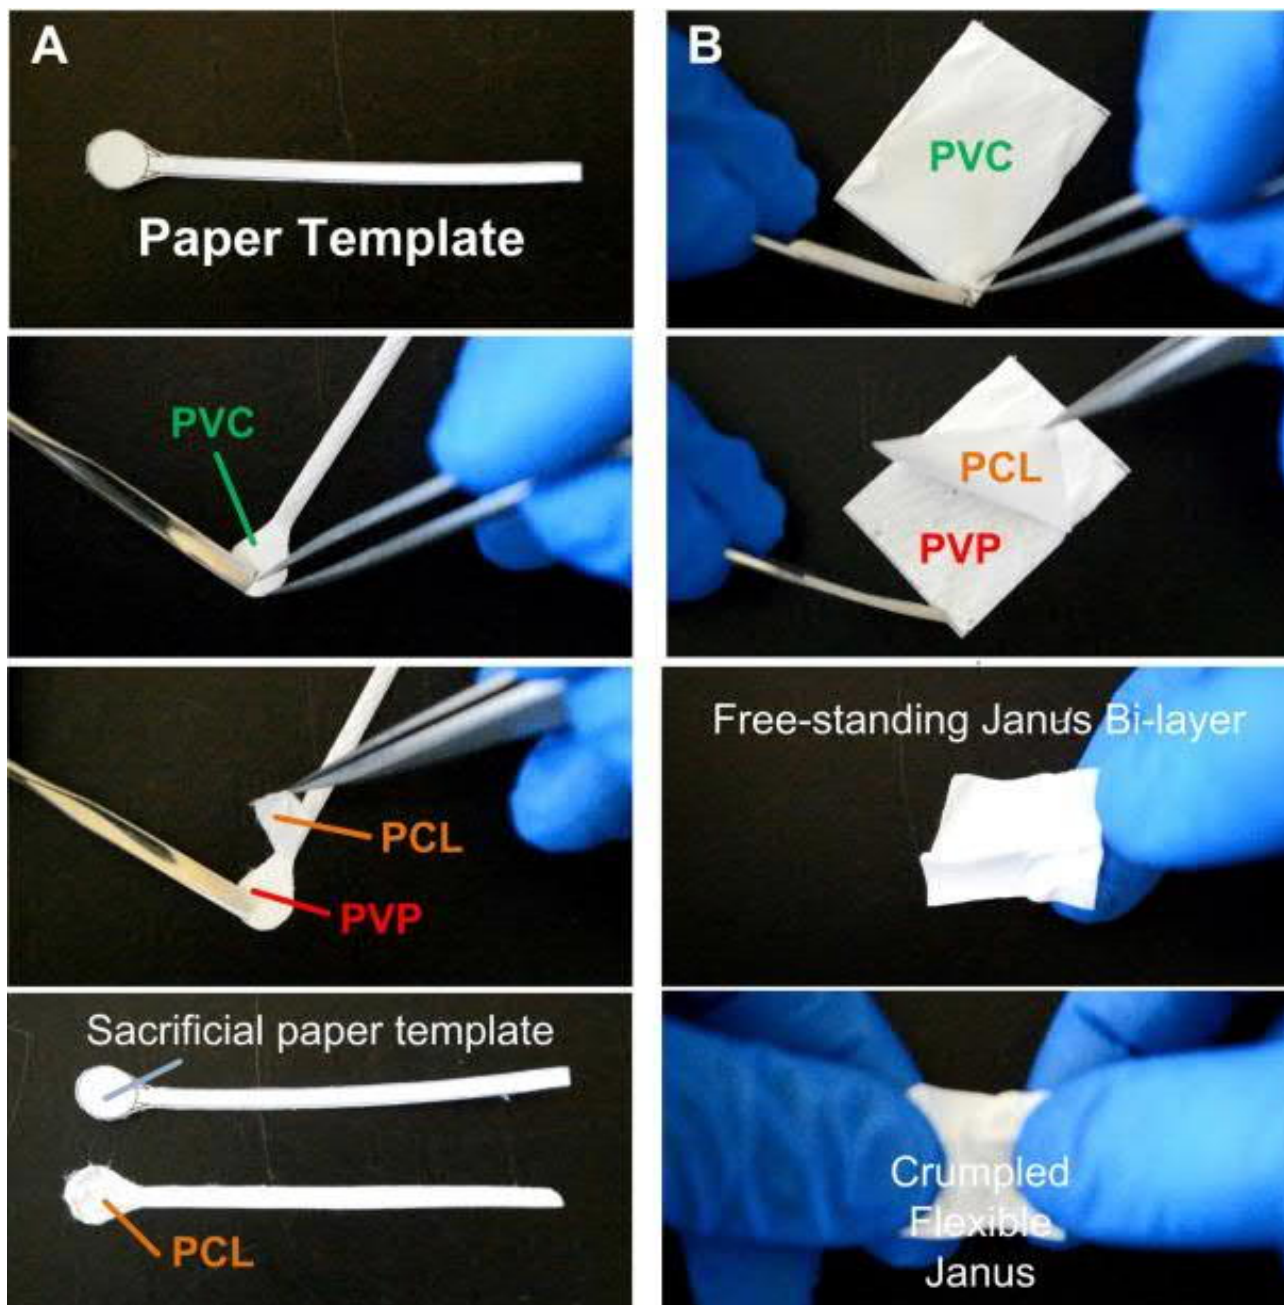 A
Paper Template
PVC
PCL
PVP
Sacrificial paper template
PCL
B
PVC
PCL
PVP
Free-standing Janus Bi-layer
Crumpled
Flexible
Janus